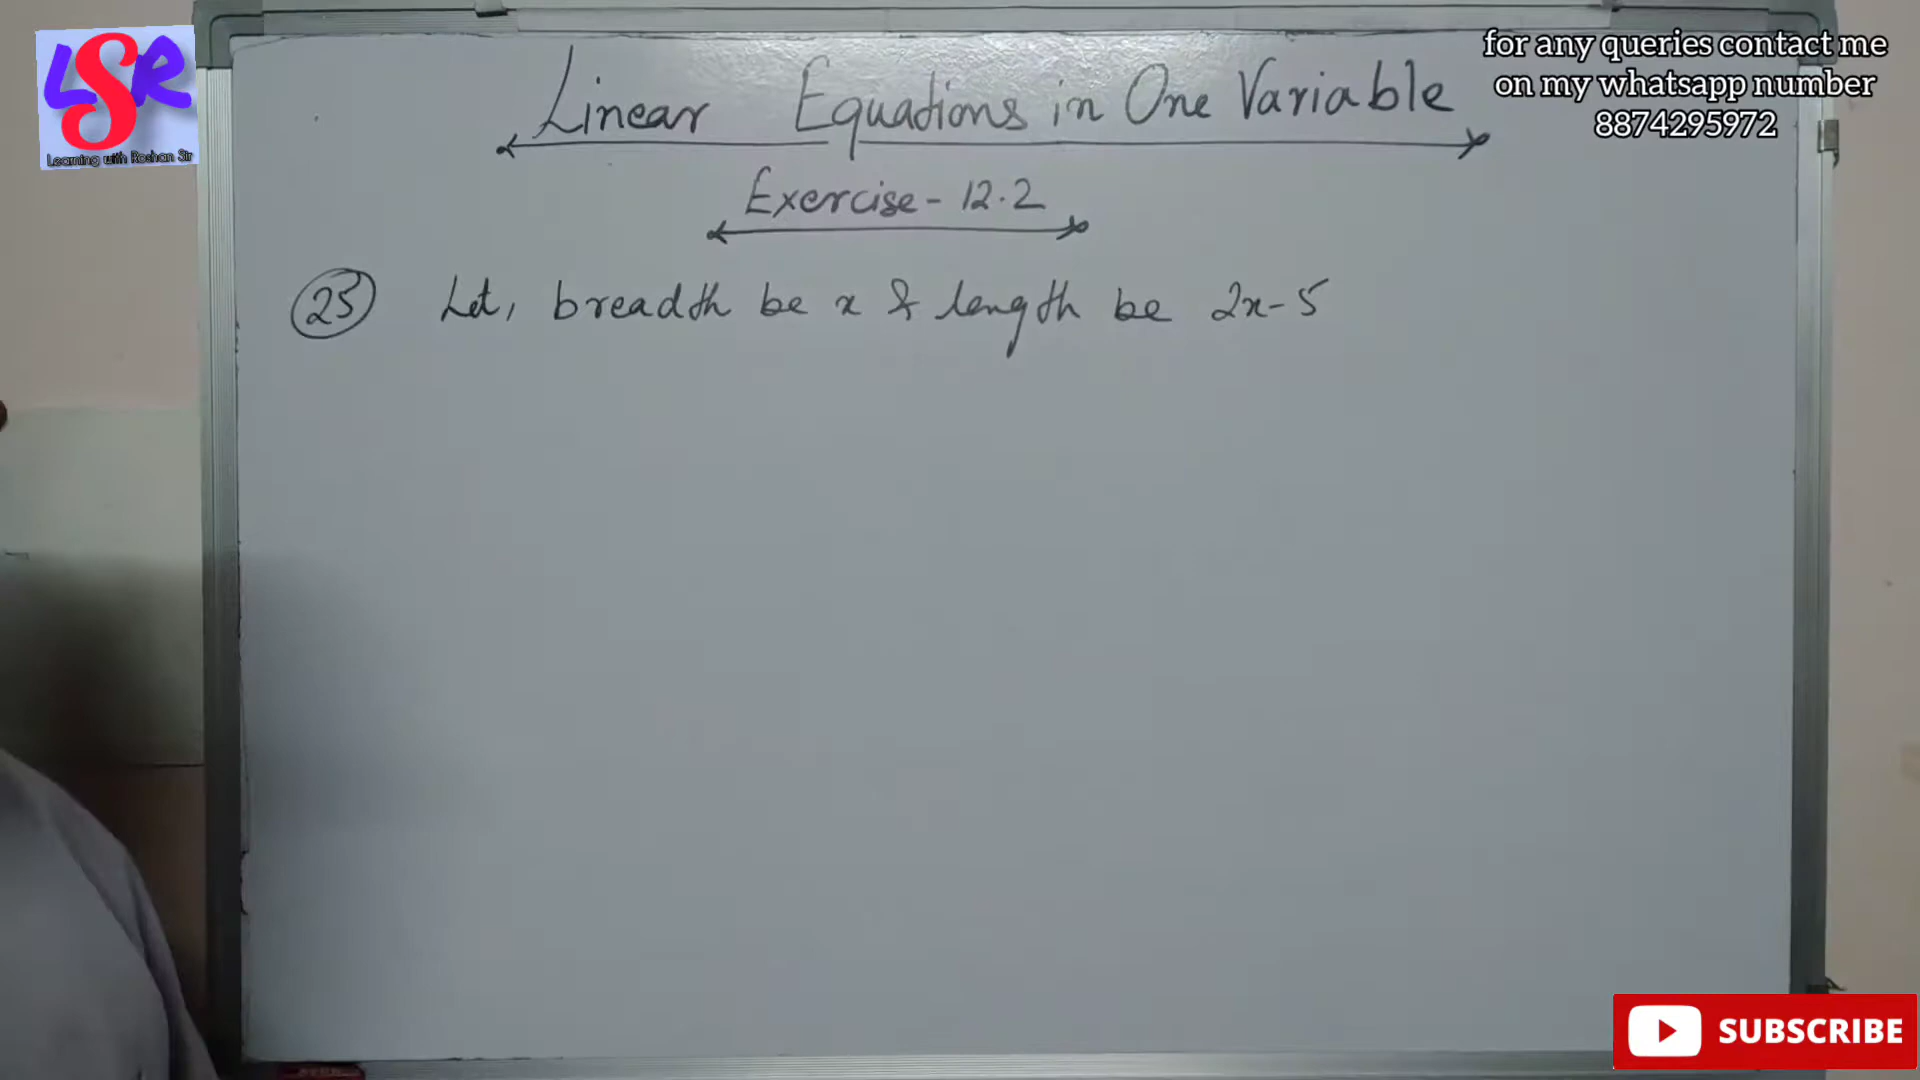 LSR
Learning with Roshan Sir
for any queries contact me
on my whatsapp number
8874295972
Linear Equations in One Variable
Exercise - 12.2
25 Let, breadth be x & length be 2x-5
SUBSCRIBE